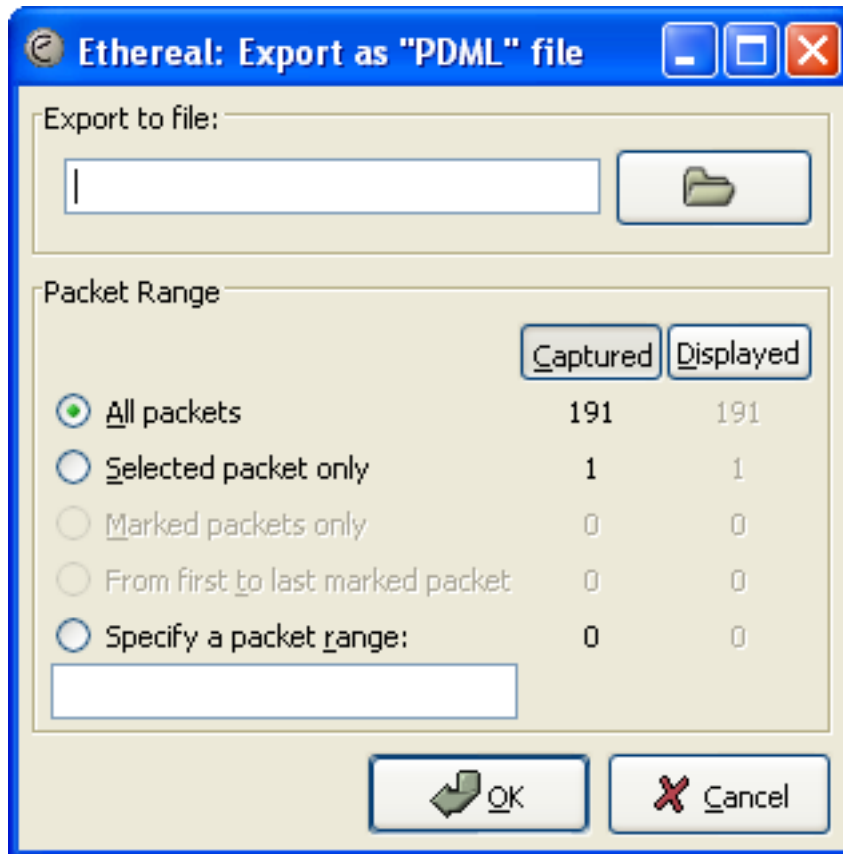 Ethereal: Export as "PDML" file
Export to file:
Packet Range
Captured Displayed
All packets 191 191
Selected packet only 1 1
Marked packets only 0 0
From first to last marked packet 0 0
Specify a packet range: 0 0
OK Cancel